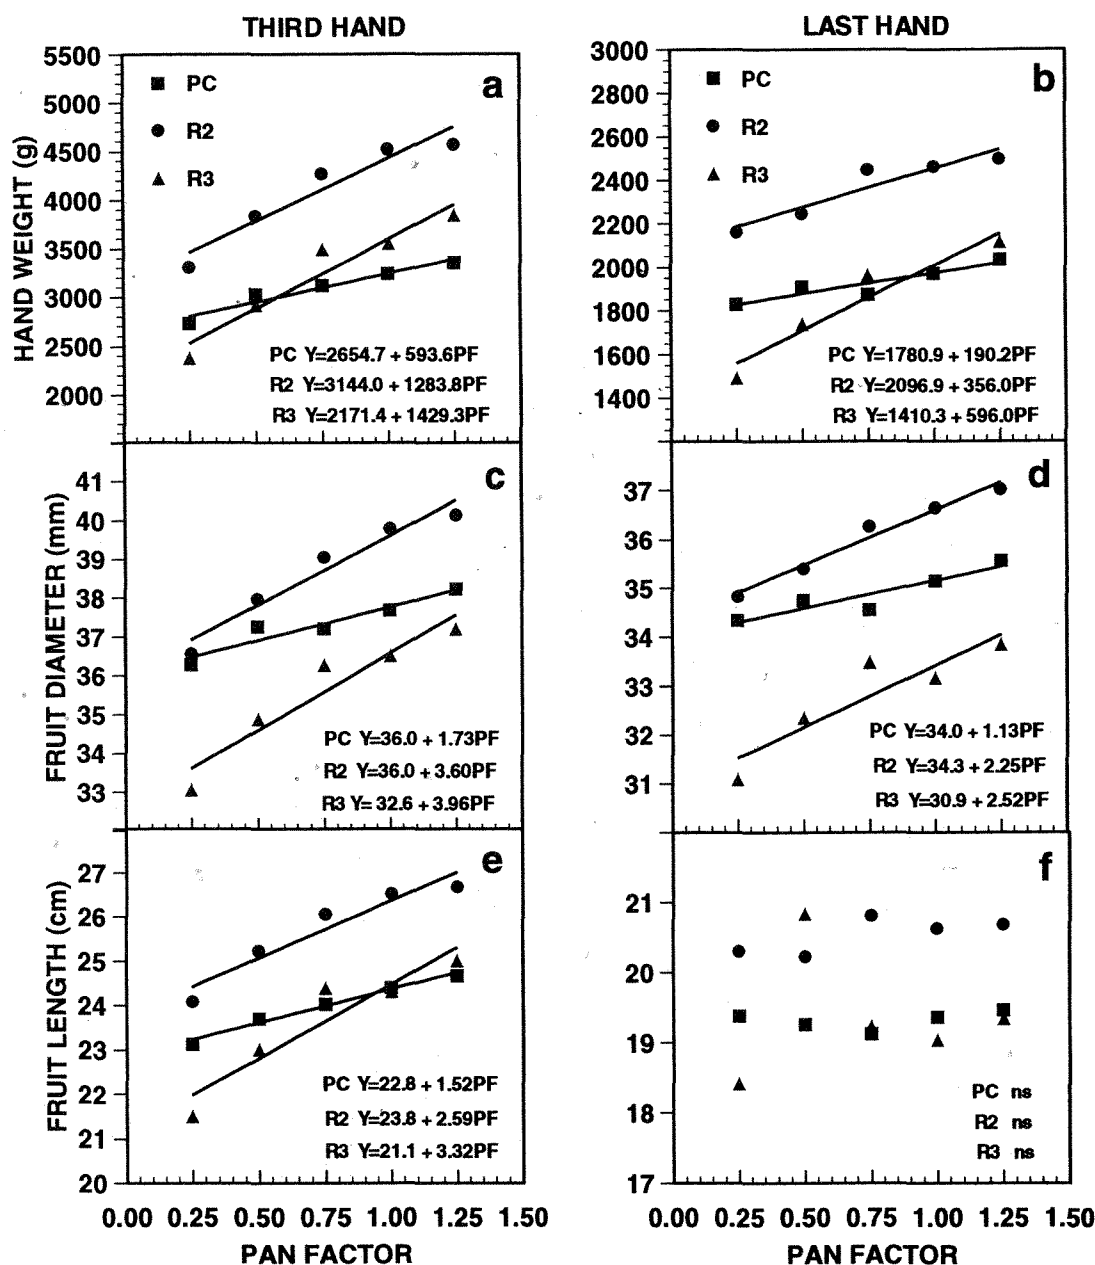 THIRD HAND
LAST HAND
HAND WEIGHT (g)
5500
5000
4500
4000
3500
3000
2500
2000
a
PC
R2
R3
PC Y=2654.7 + 593.6PF
R2 Y=3144.0 + 1283.8PF
R3 Y=2171.4 + 1429.3PF
3000
2800
2600
2400
2200
2000
1800
1600
1400
b
PC
R2
R3
PC Y=1780.9 + 190.2PF
R2 Y=2096.9 + 356.0PF
R3 Y=1410.3 + 596.0PF
FRUIT DIAMETER (mm)
41
40
39
38
37
36
35
34
33
c
PC Y=36.0 + 1.73PF
R2 Y=36.0 + 3.60PF
R3 Y= 32.6 + 3.96PF
37
36
35
34
33
32
31
d
PC Y=34.0 + 1.13PF
R2 Y=34.3 + 2.25PF
R3 Y=30.9 + 2.52PF
FRUIT LENGTH (cm)
27
26
25
24
23
22
21
20
e
PC Y=22.8 + 1.52PF
R2 Y=23.8 + 2.59PF
R3 Y=21.1 + 3.32PF
0.00 0.25 0.50 0.75 1.00 1.25 1.50
PAN FACTOR
21
20
19
18
17
f
PC ns
R2 ns
R3 ns
0.00 0.25 0.50 0.75 1.00 1.25 1.50
PAN FACTOR